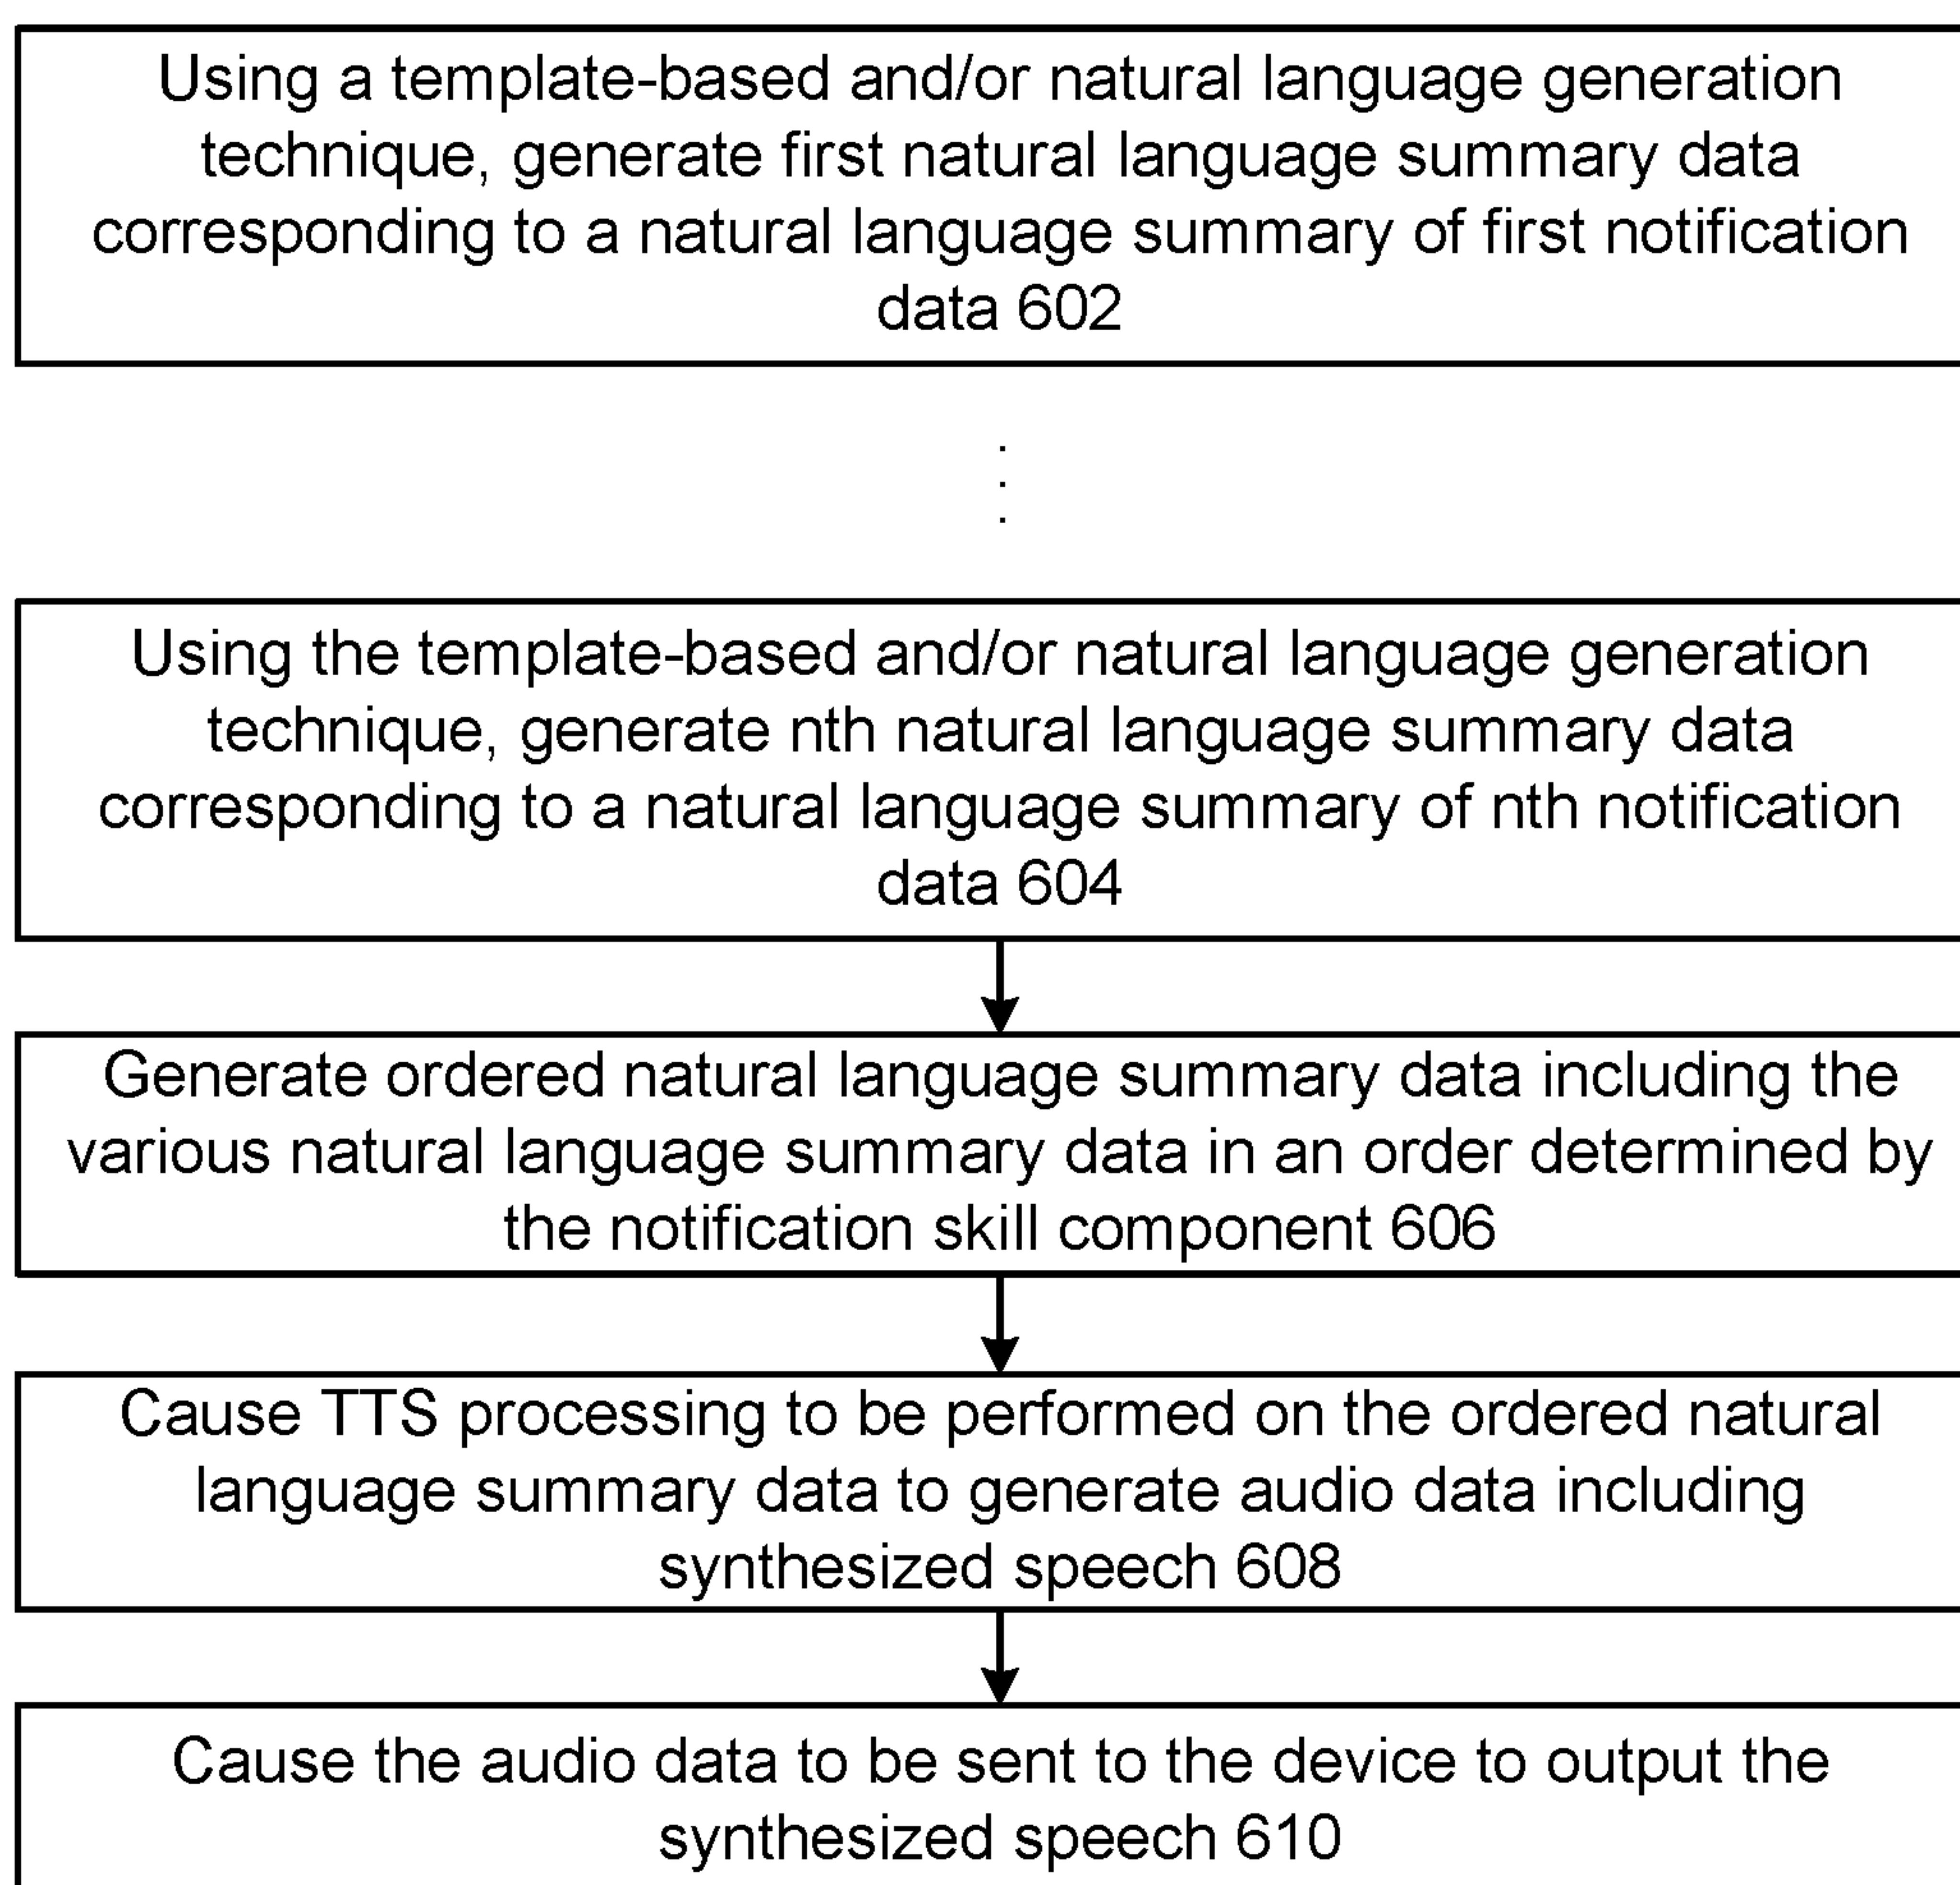 Using a template-based and/or natural language generation
technique, generate first natural language summary data
corresponding to a natural language summary of first notification
data 602
.
.
.
Using the template-based and/or natural language generation
technique, generate nth natural language summary data
corresponding to a natural language summary of nth notification
data 604
Generate ordered natural language summary data including the
various natural language summary data in an order determined by
the notification skill component 606
Cause TTS processing to be performed on the ordered natural
language summary data to generate audio data including
synthesized speech 608
Cause the audio data to be sent to the device to output the
synthesized speech 610